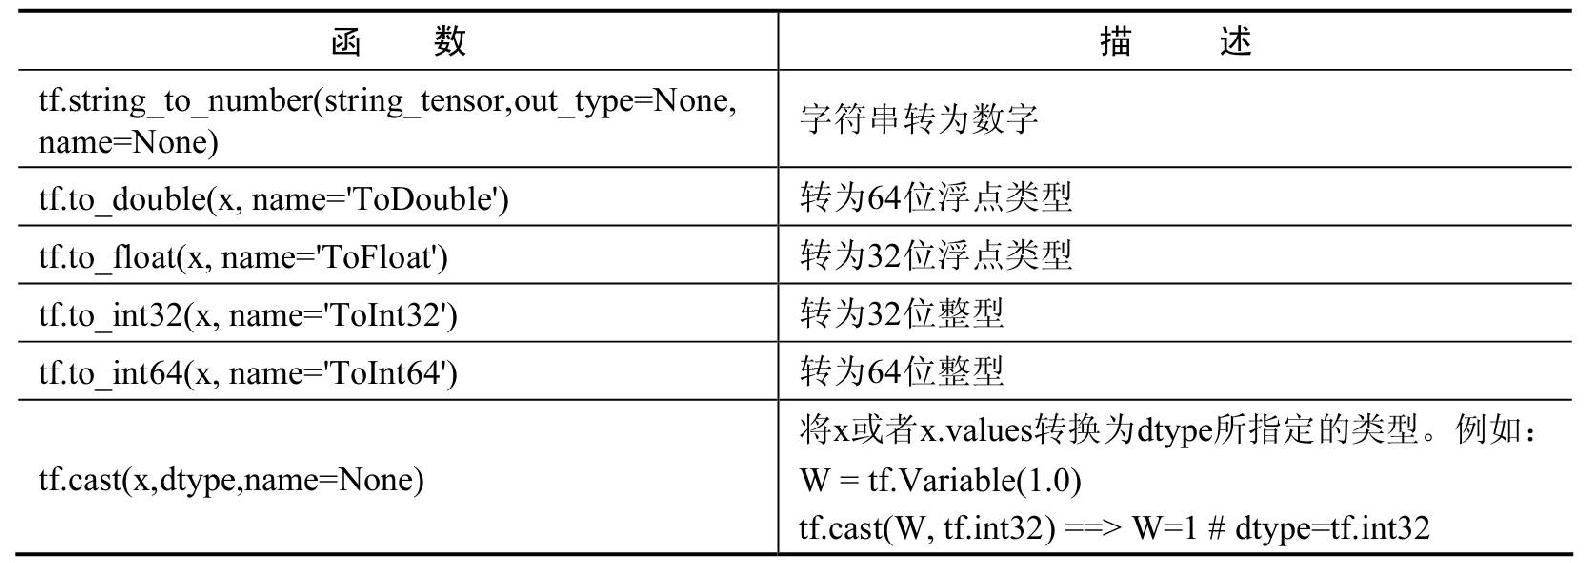 函 数
描 述
tf.string_to_number(string_tensor,out_type=None,
name=None)
字符串转为数字
tf.to_double(x, name='ToDouble')
转为64位浮点类型
tf.to_float(x, name='ToFloat')
转为32位浮点类型
tf.to_int32(x, name='ToInt32')
转为32位整型
tf.to_int64(x, name='ToInt64')
转为64位整型
tf.cast(x,dtype,name=None)
将x或者x.values转换为dtype所指定的类型。例如：
W = tf.Variable(1.0)
tf.cast(W, tf.int32) ==> W=1 # dtype=tf.int32